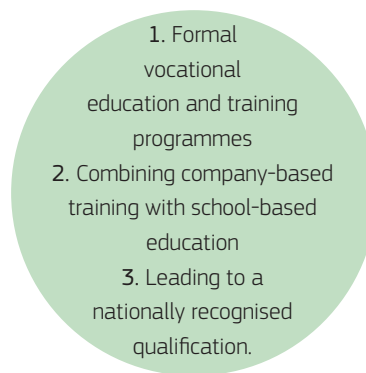 1. Formal
vocational
education and training
programmes
2. Combining company-based
training with school-based
education
3. Leading to a
nationally recognised
qualification.